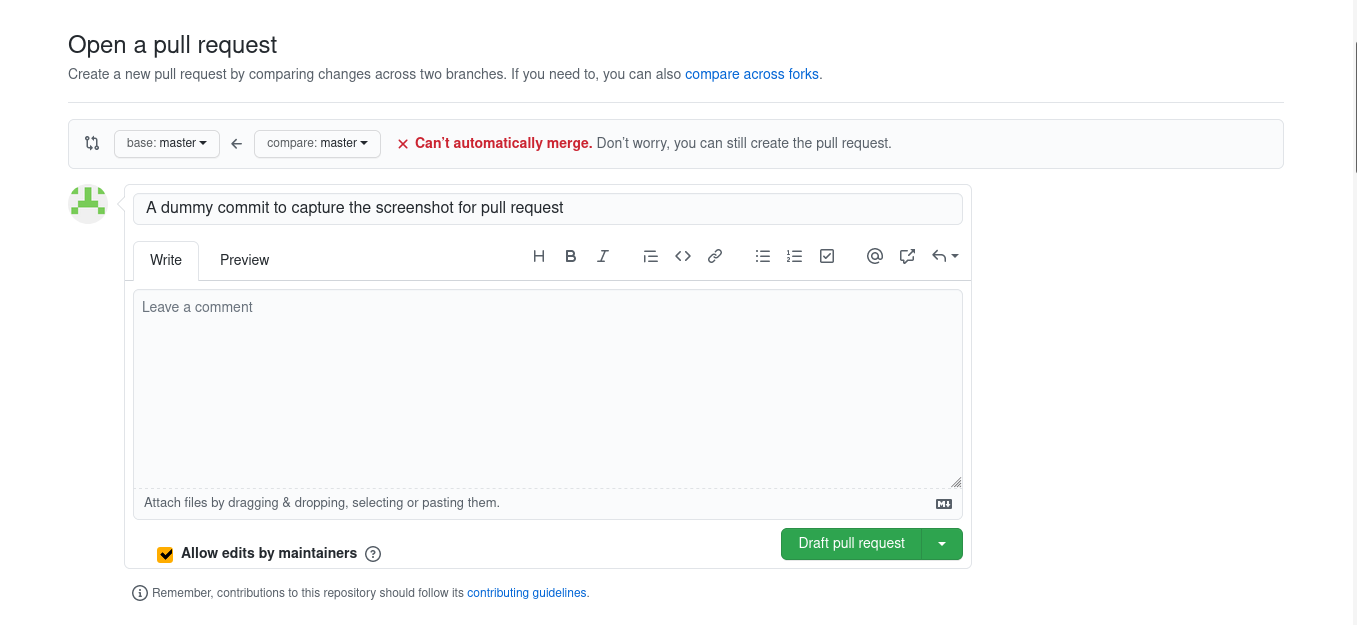 Open a pull request
Create a new pull request by comparing changes across two branches. If you need to, you can also compare across forks.
base: master
compare: master
Can’t automatically merge. Don’t worry, you can still create the pull request.
A dummy commit to capture the screenshot for pull request
Write
Preview
Leave a comment
Attach files by dragging & dropping, selecting or pasting them.
Allow edits by maintainers
Draft pull request
Remember, contributions to this repository should follow its contributing guidelines.